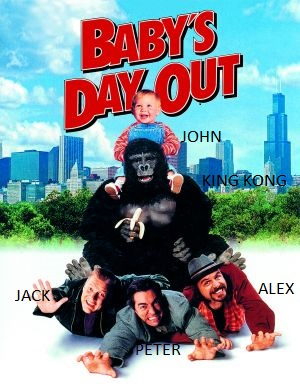 BABY'S
DAY OUT
JOHN
KING KONG
JACK
ALEX
PETER